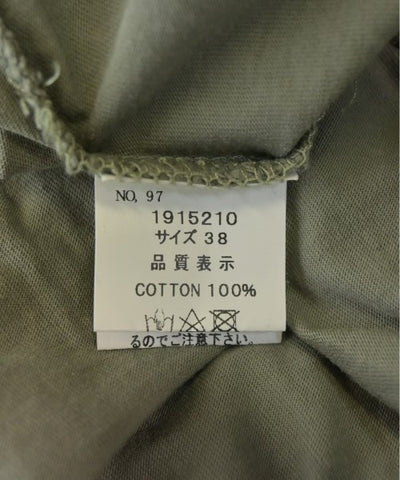 NO, 97
1915210
サイズ 38
品質表示
COTTON 100%
るのでご注意下さい。